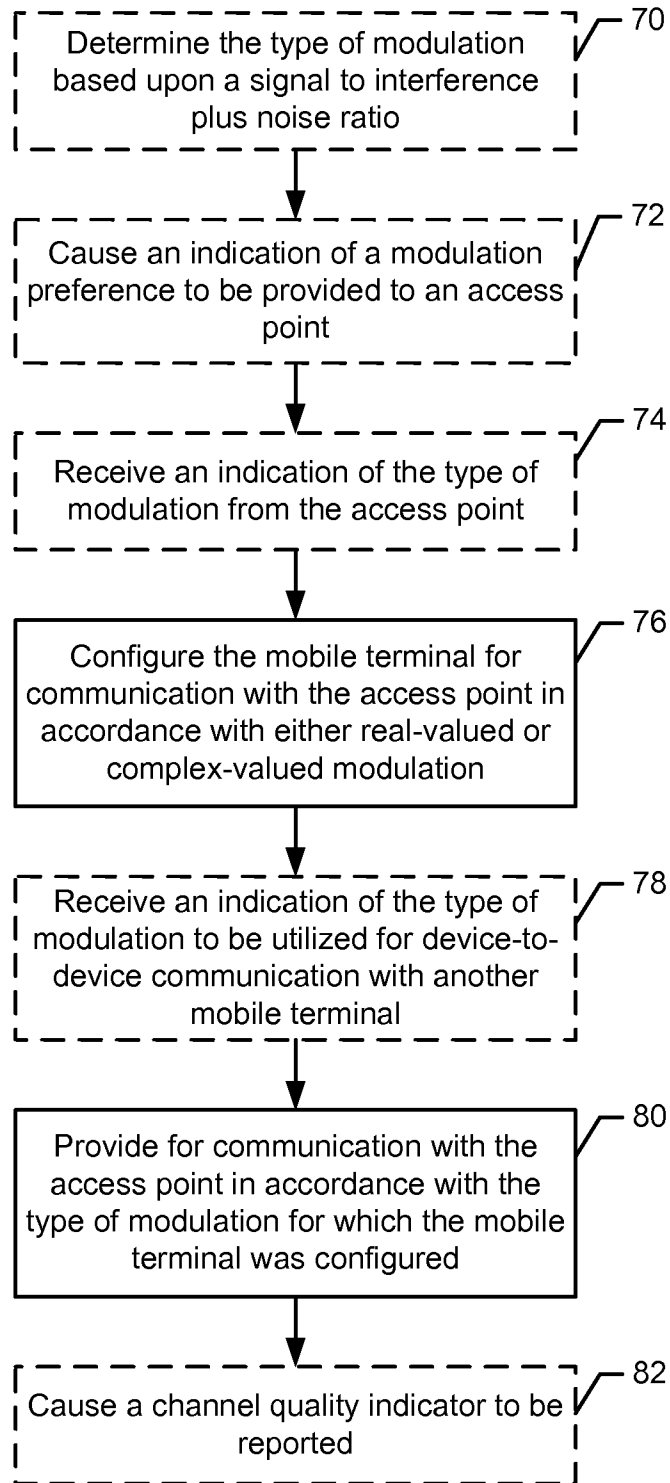 Determine the type of modulation
based upon a signal to interference
plus noise ratio
70
Cause an indication of a modulation
preference to be provided to an access
point
72
Receive an indication of the type of
modulation from the access point
74
Configure the mobile terminal for
communication with the access point in
accordance with either real-valued or
complex-valued modulation
76
Receive an indication of the type of
modulation to be utilized for device-to-
device communication with another
mobile terminal
78
Provide for communication with the
access point in accordance with the
type of modulation for which the mobile
terminal was configured
80
Cause a channel quality indicator to be
reported
82